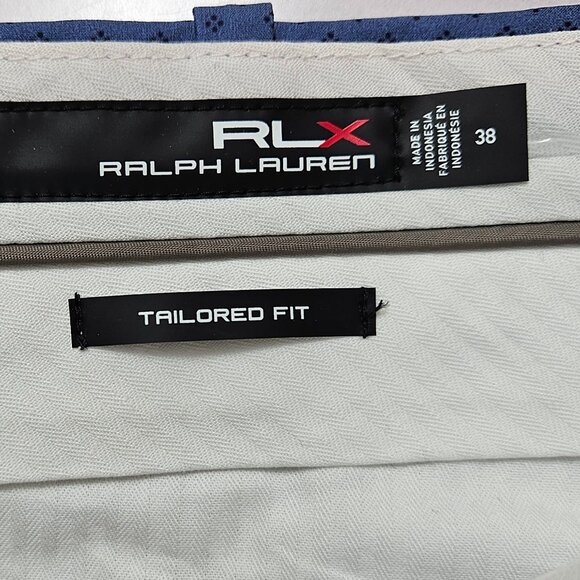 RLX
RALPH LAUREN
MADE IN
INDONESIA
FABRIQUÉ EN
INDONÉSIE
38
TAILORED FIT